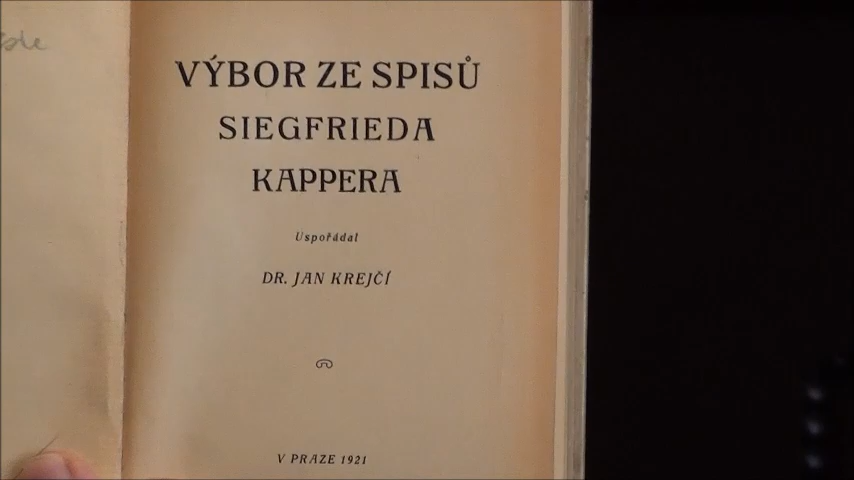 VÝBOR ZE SPISŮ
SIEGFRIEDA
KAPPERA
Uspořádal
DR. JAN KREJČÍ
V PRAZE 1921